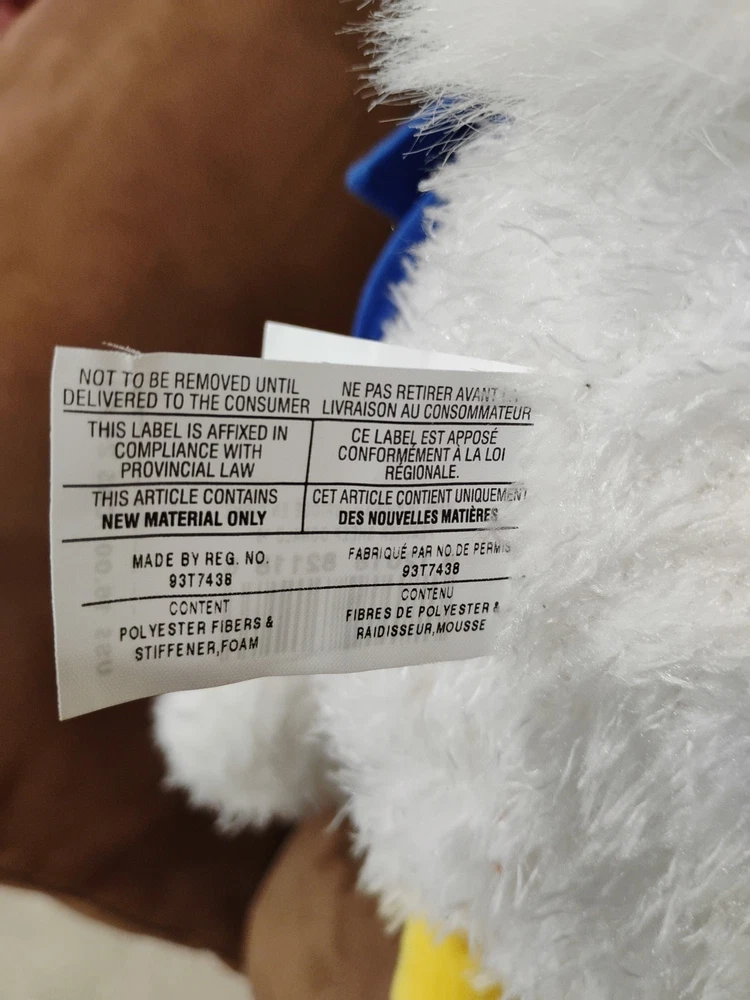 NOT TO BE REMOVED UNTIL
DELIVERED TO THE CONSUMER
NE PAS RETIRER AVANT
LIVRAISON AU CONSOMMATEUR
THIS LABEL IS AFFIXED IN
COMPLIANCE WITH
PROVINCIAL LAW
CE LABEL EST APPOSÉ
CONFORMÉMENT À LA LOI
RÉGIONALE.
THIS ARTICLE CONTAINS
NEW MATERIAL ONLY
CET ARTICLE CONTIENT UNIQUEMENT
DES NOUVELLES MATIÈRES
MADE BY REG. NO.
93T7438
FABRIQUÉ PAR NO.DE PERMIS
93T7438
CONTENT
POLYESTER FIBERS &
STIFFENER,FOAM
CONTENU
FIBRES DE POLYESTER &
RAIDISSEUR,MOUSSE